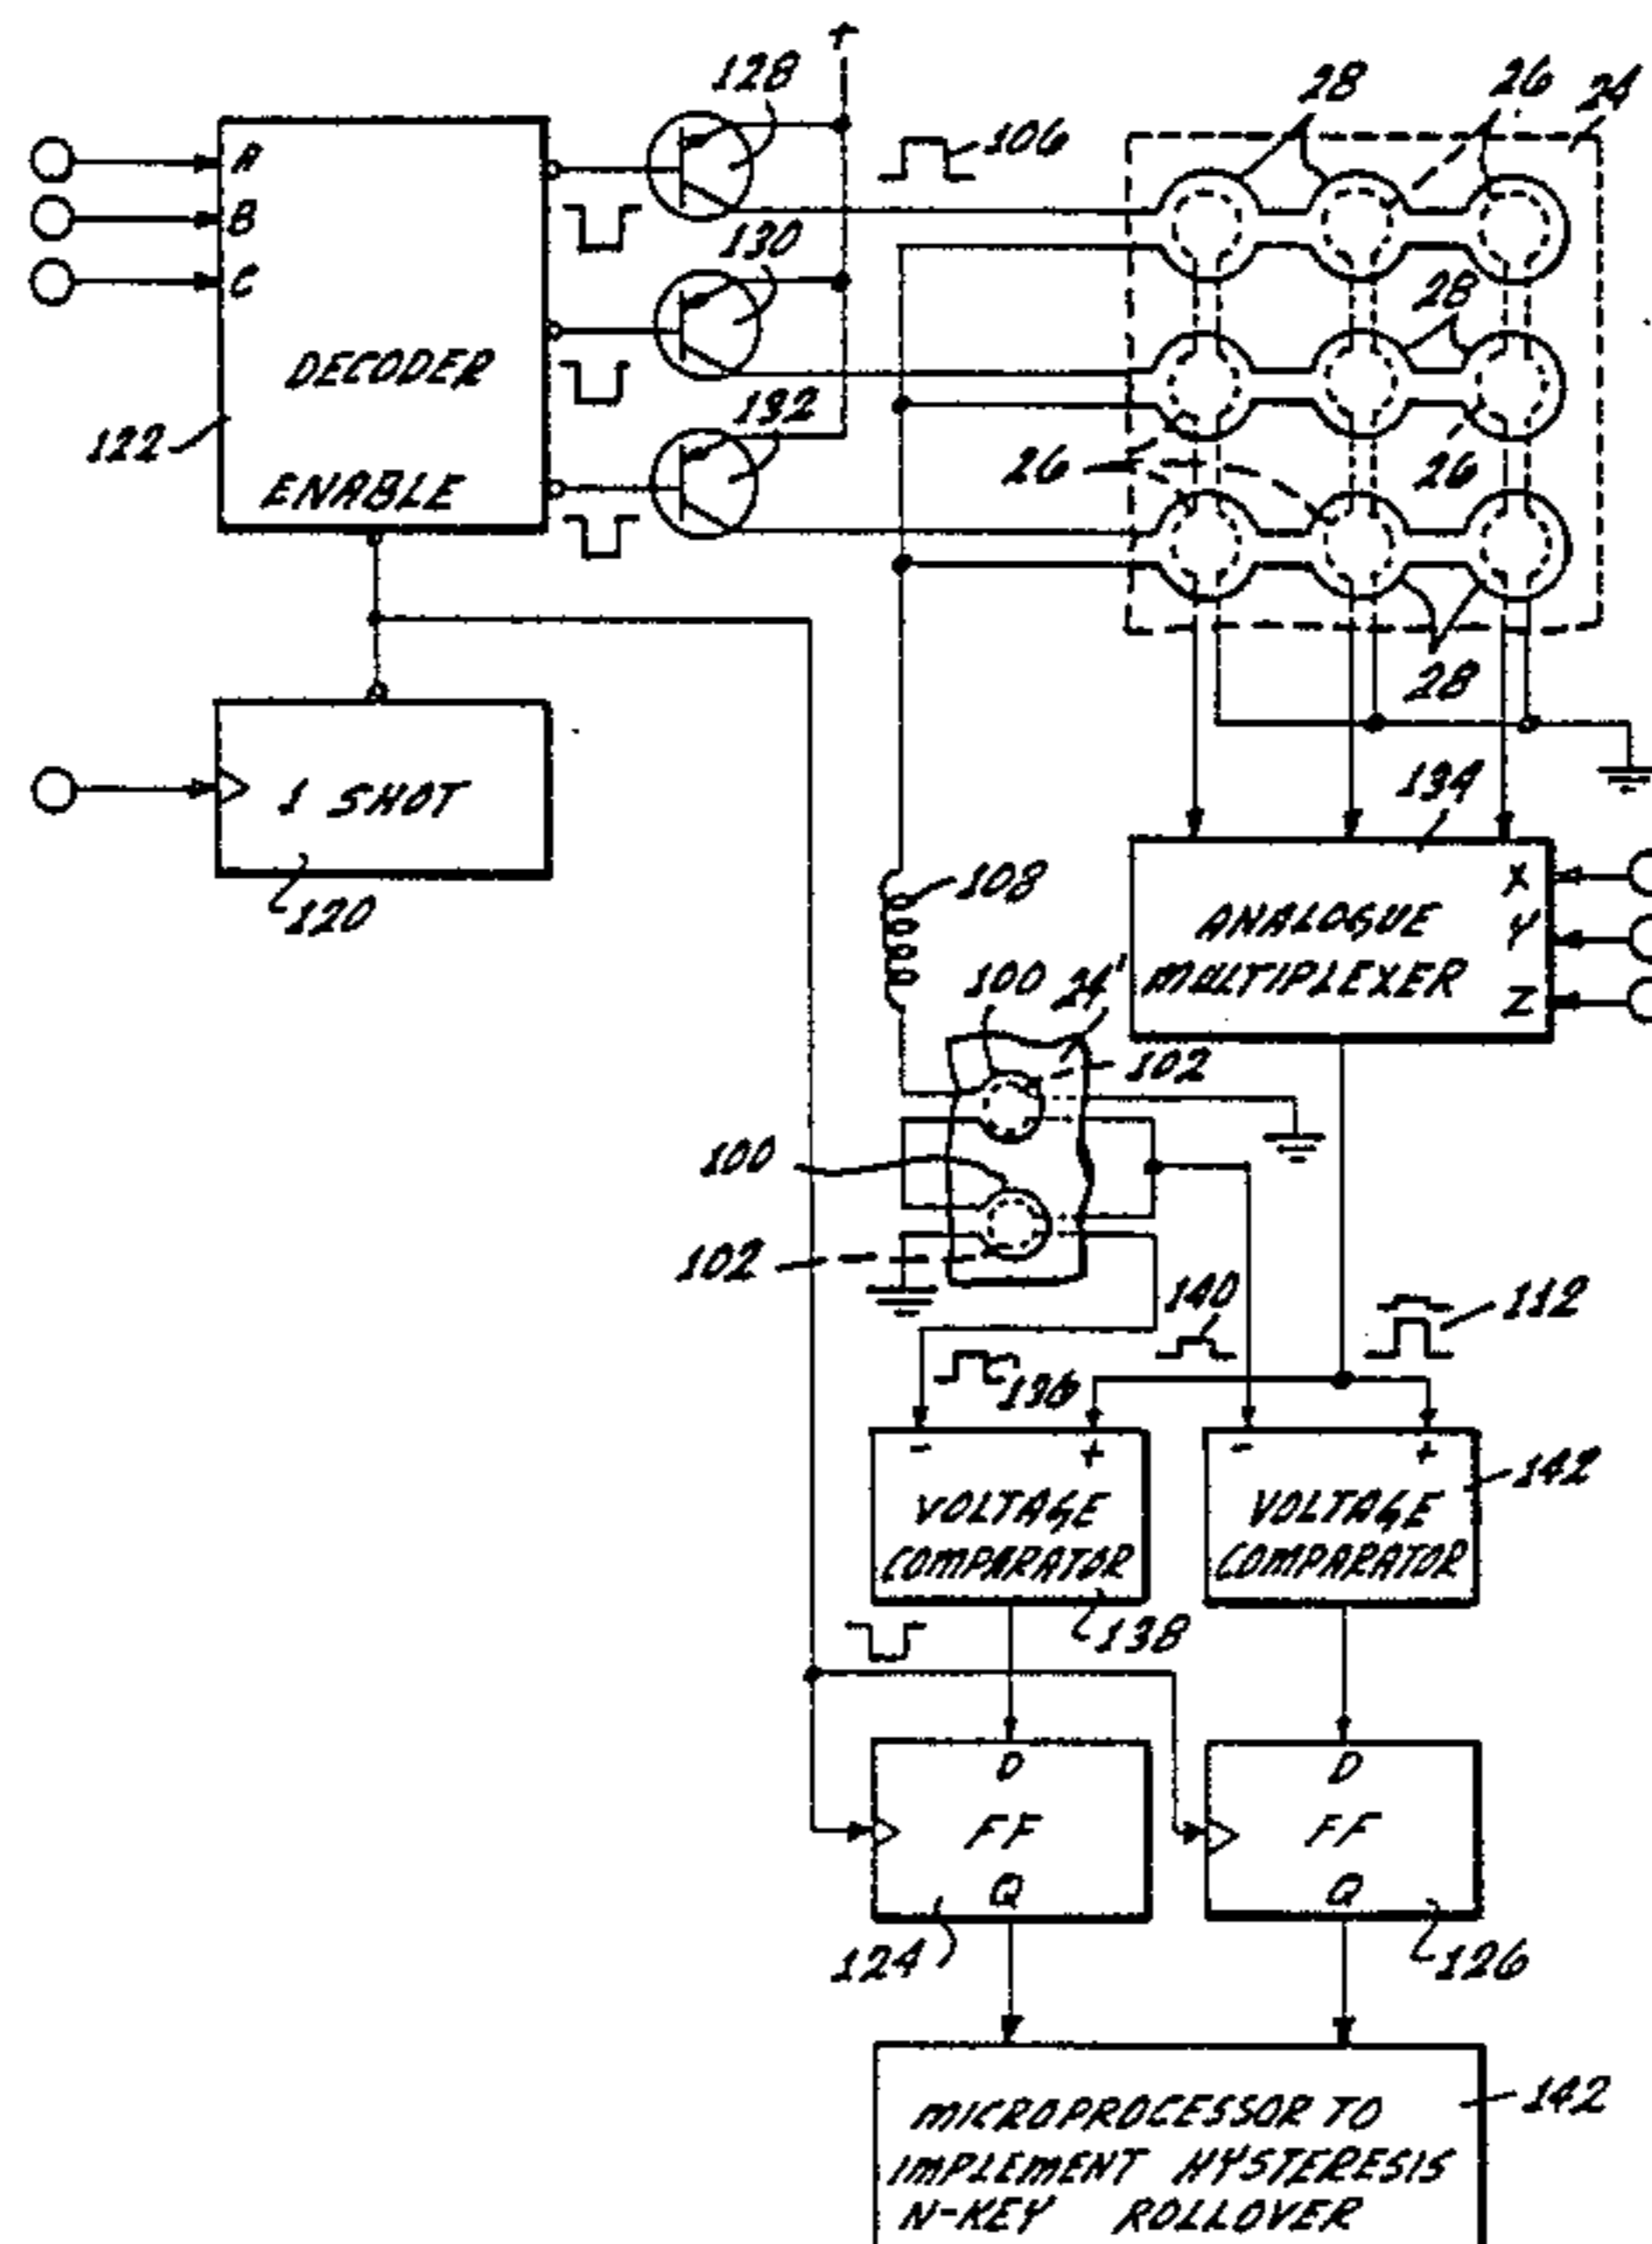 128
28
26
24
106
A
B
C
130
28
DECODER
132
122
26
26
ENABLE
28
134
1 SHOT
108
X
120
ANALOGUE
Y
100
24'
MULTIPLEXER
Z
102
100
102
140
112
136
-
+
-
+
142
VOLTAGE
COMPARATOR
VOLTAGE
COMPARATOR
138
D
FF
Q
D
FF
Q
124
126
142
MICROPROCESSOR TO
IMPLEMENT HYSTERESIS
N-KEY ROLLOVER